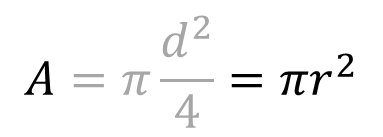 A = π d²/4 = πr²